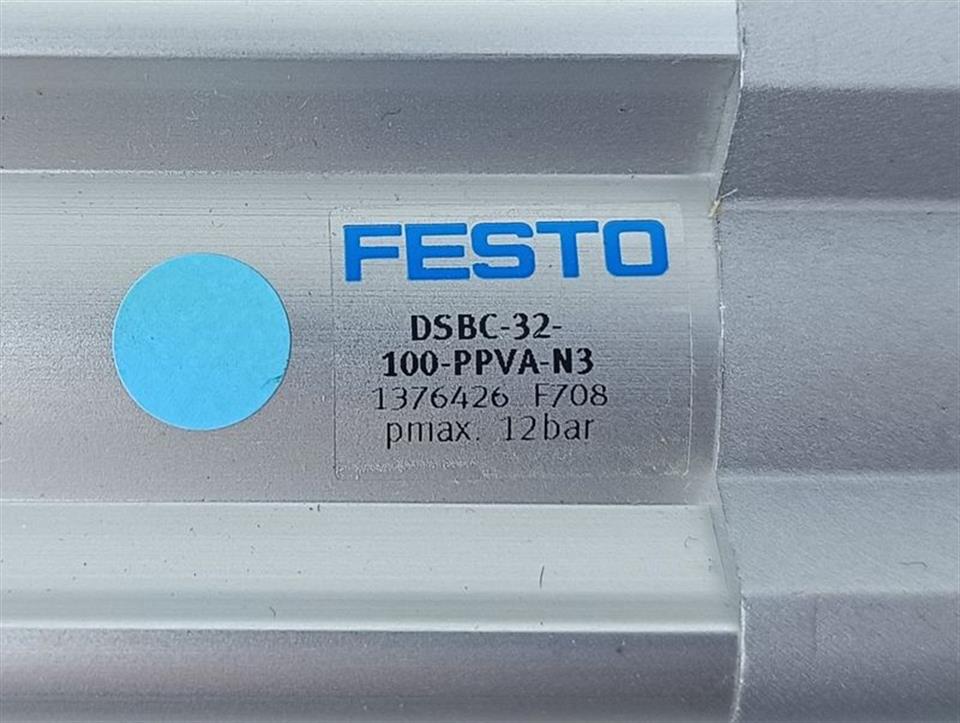 FESTO
DSBC-32-
100-PPVA-N3
1376426 F708
pmax. 12bar